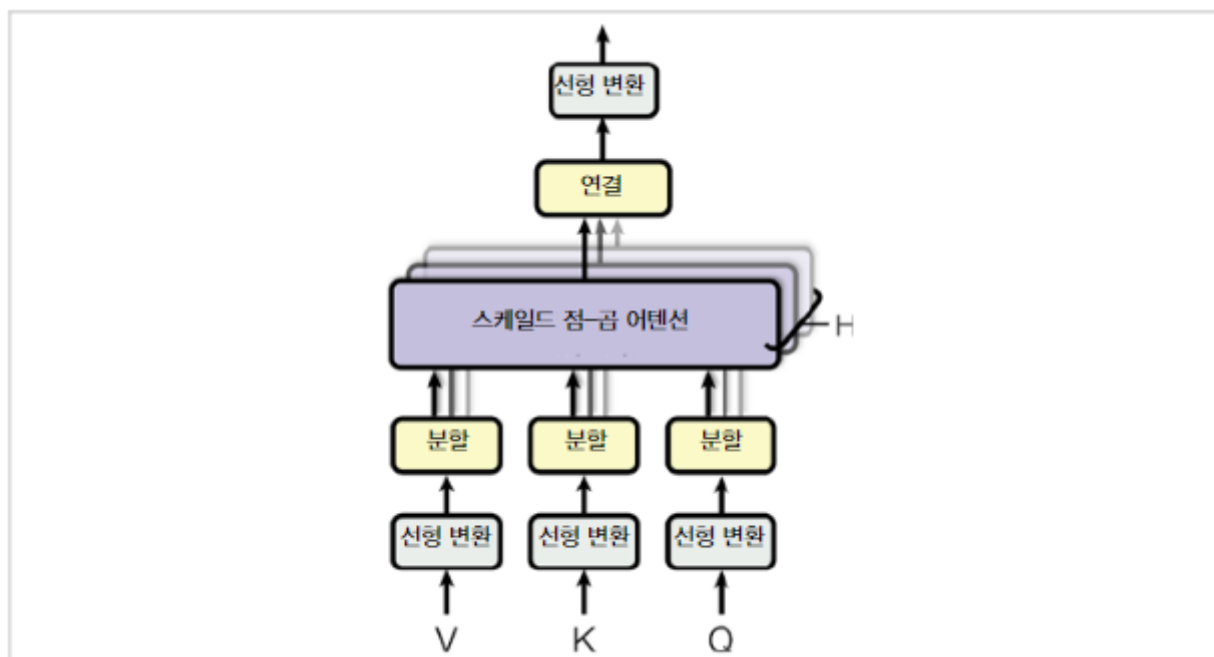 선형 변환
연결
스케일드 점-곱 어텐션
H
분할 분할 분할
선형 변환 선형 변환 선형 변환
V K Q